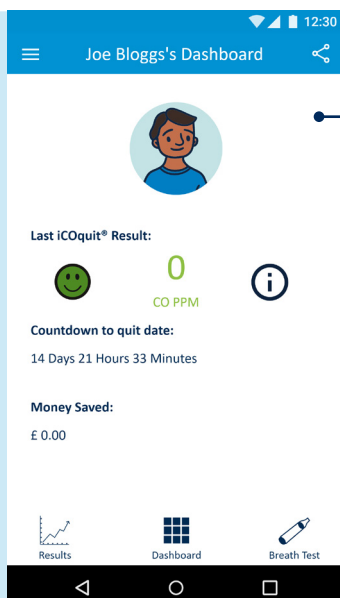 12:30
Joe Bloggs's Dashboard
Last iCOquit® Result:
0
CO PPM
Countdown to quit date:
14 Days 21 Hours 33 Minutes
Money Saved:
£ 0.00
Results Dashboard Breath Test